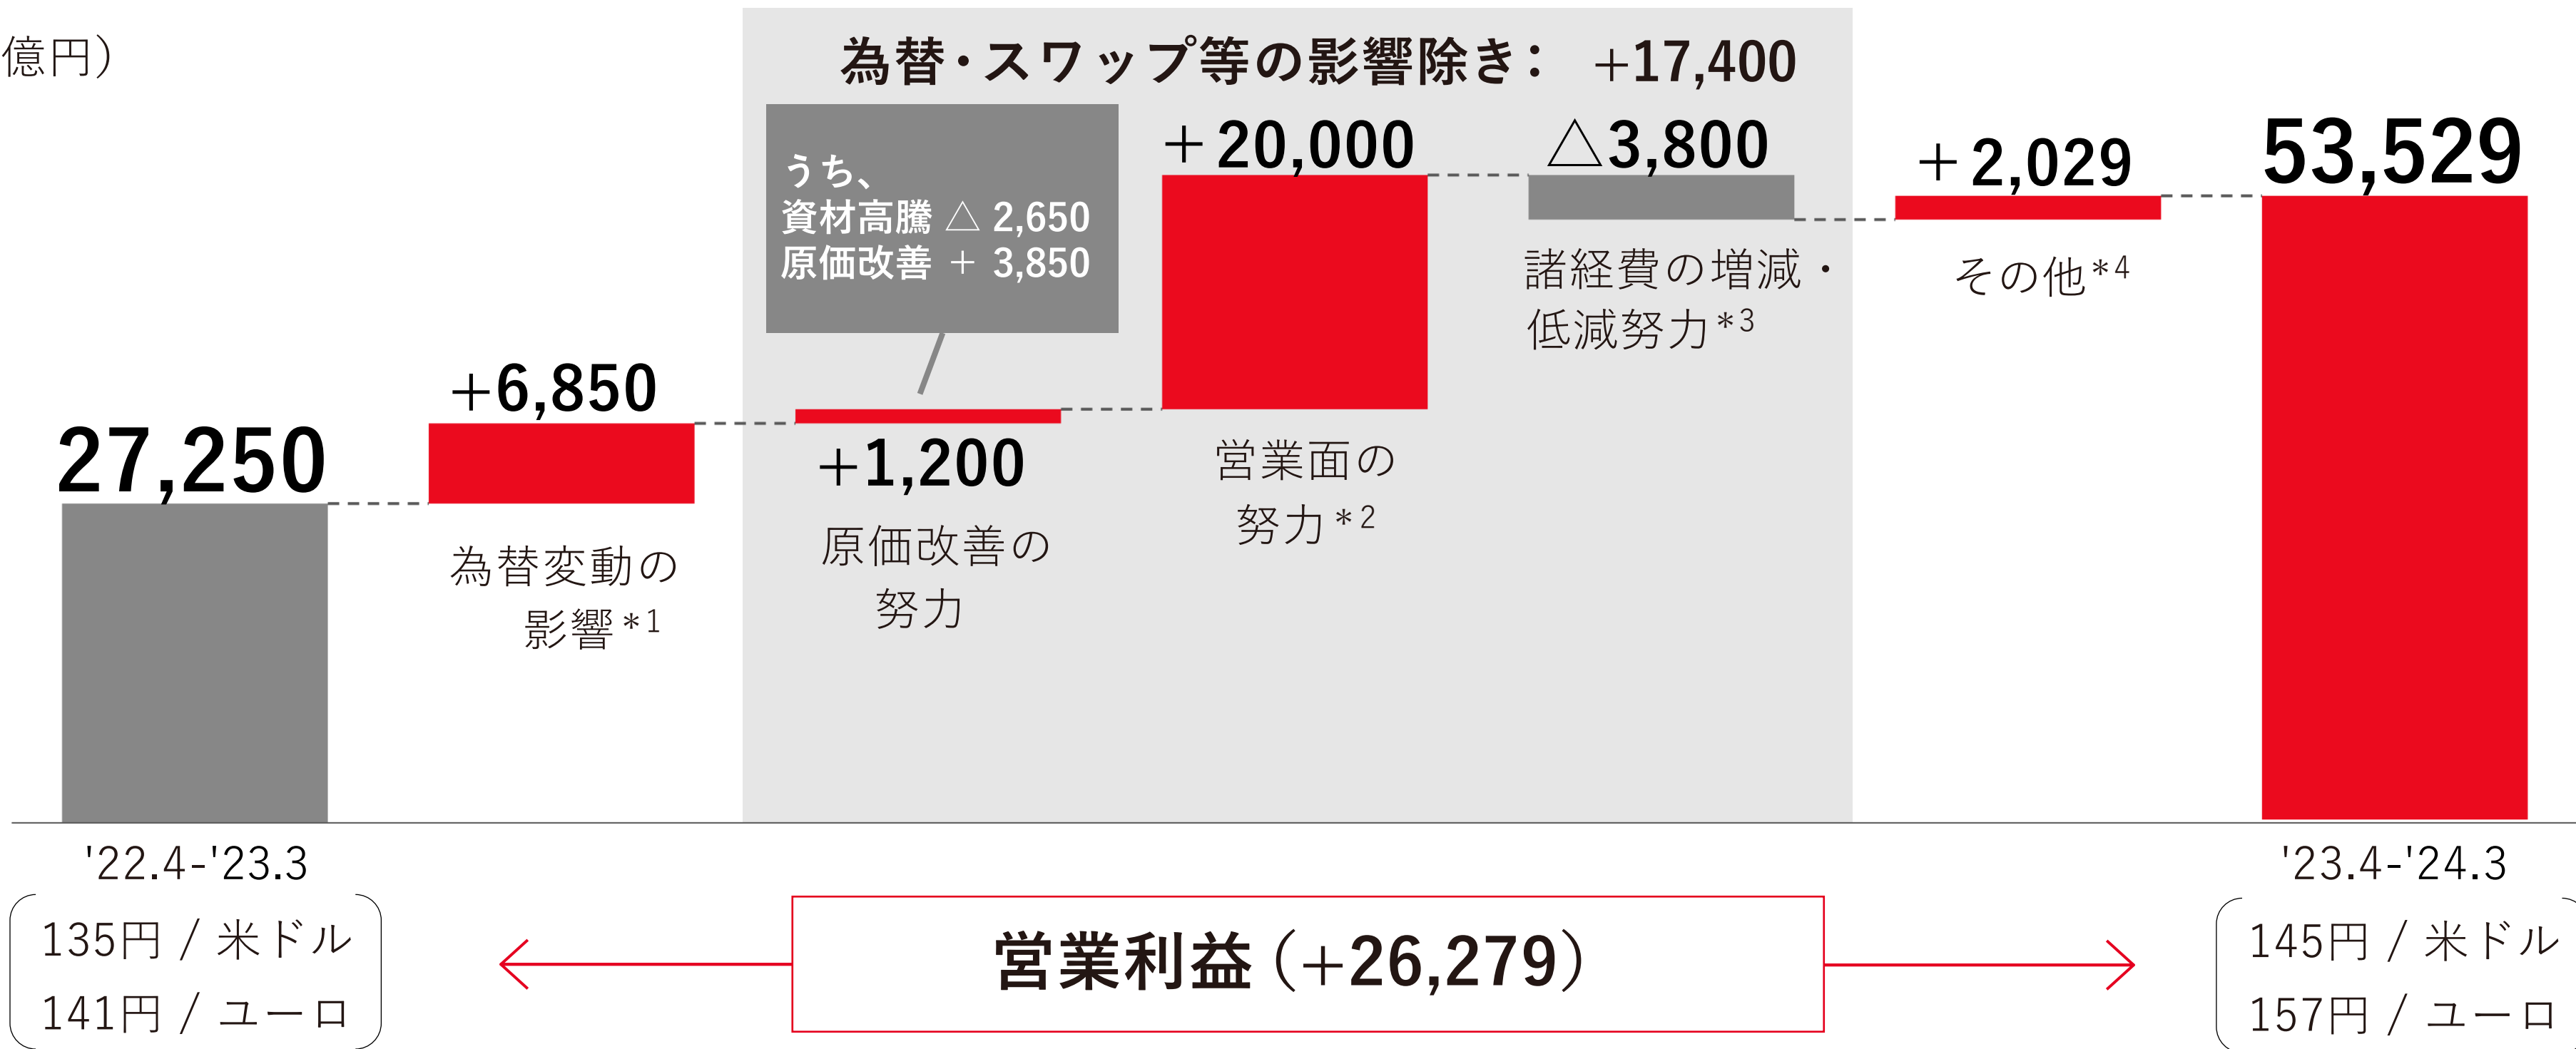 億円）
為替・スワップ等の影響除き： +17,400
うち、
資材高騰 △ 2,650
原価改善 + 3,850
27,250
+6,850
為替変動の
影響*1
+1,200
原価改善の
努力
+20,000
営業面の
努力*2
△3,800
諸経費の増減・
低減努力*3
+2,029
その他*4
53,529
'22.4-'23.3
135円 / 米ドル
141円 / ユーロ
営業利益（+26,279）
'23.4-'24.3
145円 / 米ドル
157円 / ユーロ